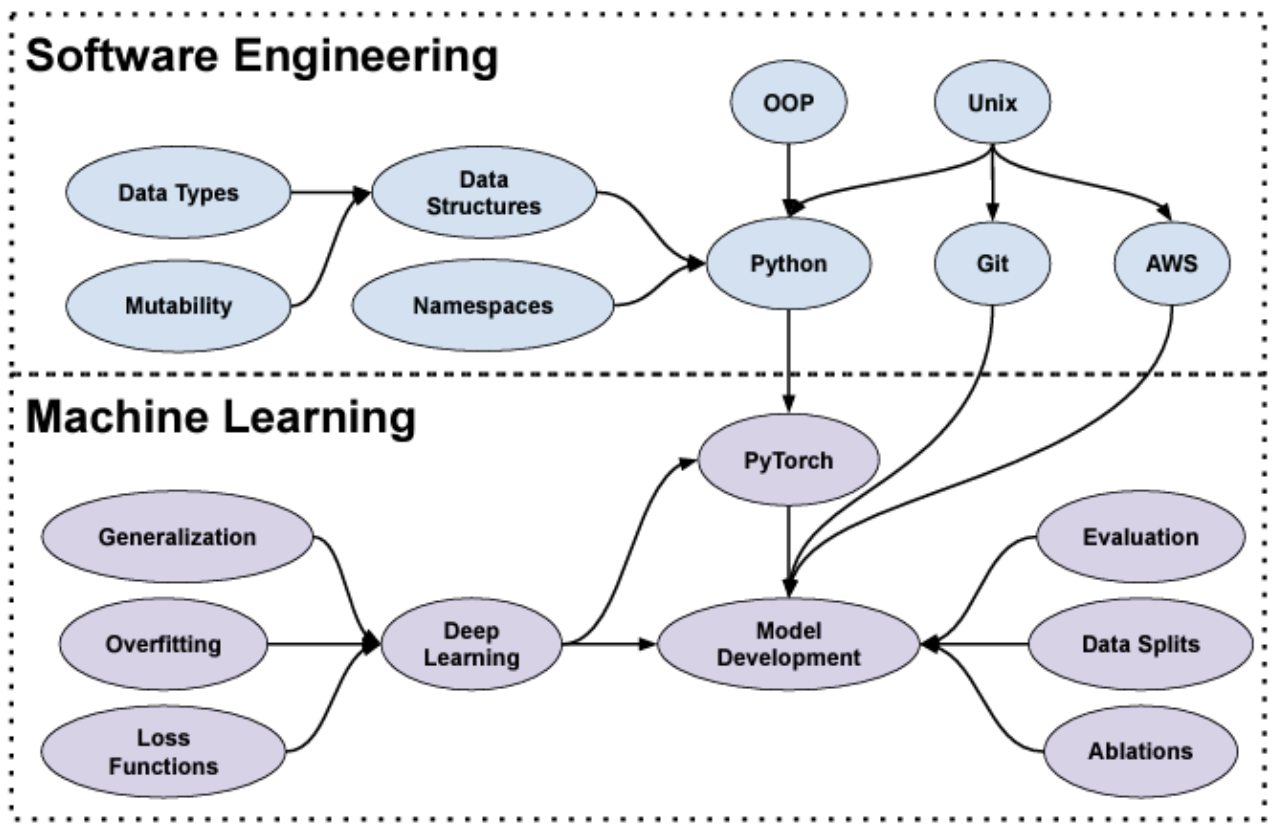 Software Engineering
OOP
Unix
Data Types
Data
Structures
Python
Git
AWS
Mutability
Namespaces
Machine Learning
PyTorch
Generalization
Evaluation
Overfitting
Deep
Learning
Model
Development
Data Splits
Loss
Functions
Ablations